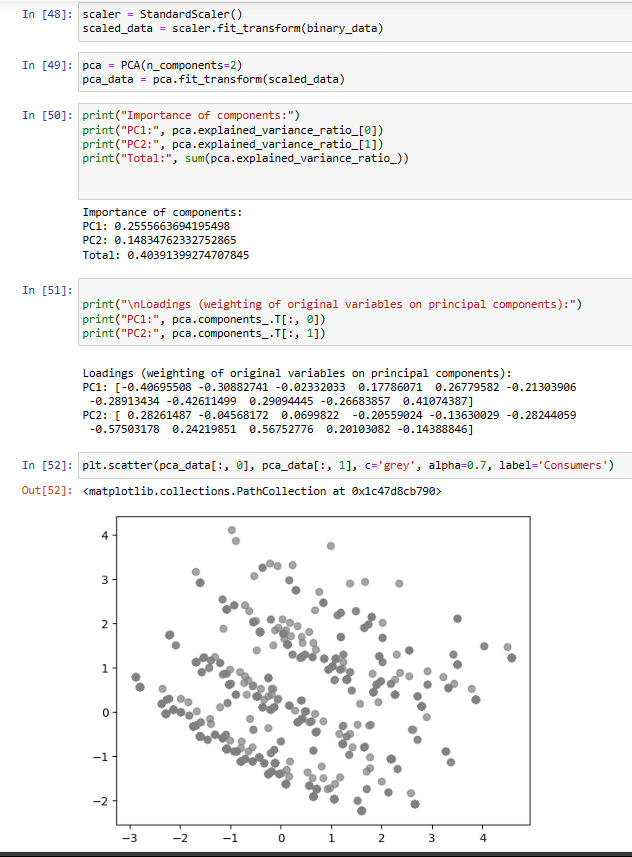 In [48]: scaler = StandardScaler()
scaled_data = scaler.fit_transform(binary_data)
In [49]: pca = PCA(n_components=2)
pca_data = pca.fit_transform(scaled_data)
In [50]: print("Importance of components:")
print("PC1:", pca.explained_variance_ratio_[0])
print("PC2:", pca.explained_variance_ratio_[1])
print("Total:", sum(pca.explained_variance_ratio_))
Importance of components:
PC1: 0.2555663694195498
PC2: 0.14834762332752865
Total: 0.40391399274707845
In [51]:
print("\nLoadings (weighting of original variables on principal components):")
print("PC1:", pca.components_.T[:, 0])
print("PC2:", pca.components_.T[:, 1])
Loadings (weighting of original variables on principal components):
PC1: [-0.40695508 -0.30882741 -0.02332033  0.17786071  0.26779582 -0.21303906
-0.28913434 -0.42611499  0.29094445 -0.26683857  0.41074387]
PC2: [ 0.28261487 -0.04568172  0.0699822  -0.20559024 -0.13630029 -0.28244059
-0.57503178  0.24219851  0.56752776  0.20103082 -0.14388846]
In [52]: plt.scatter(pca_data[:, 0], pca_data[:, 1], c='grey', alpha=0.7, label='Consumers')
Out[52]: <matplotlib.collections.PathCollection at 0x1c47d8cb790>
4
3
2
1
0
−1
−2
−3 −2 −1 0 1 2 3 4